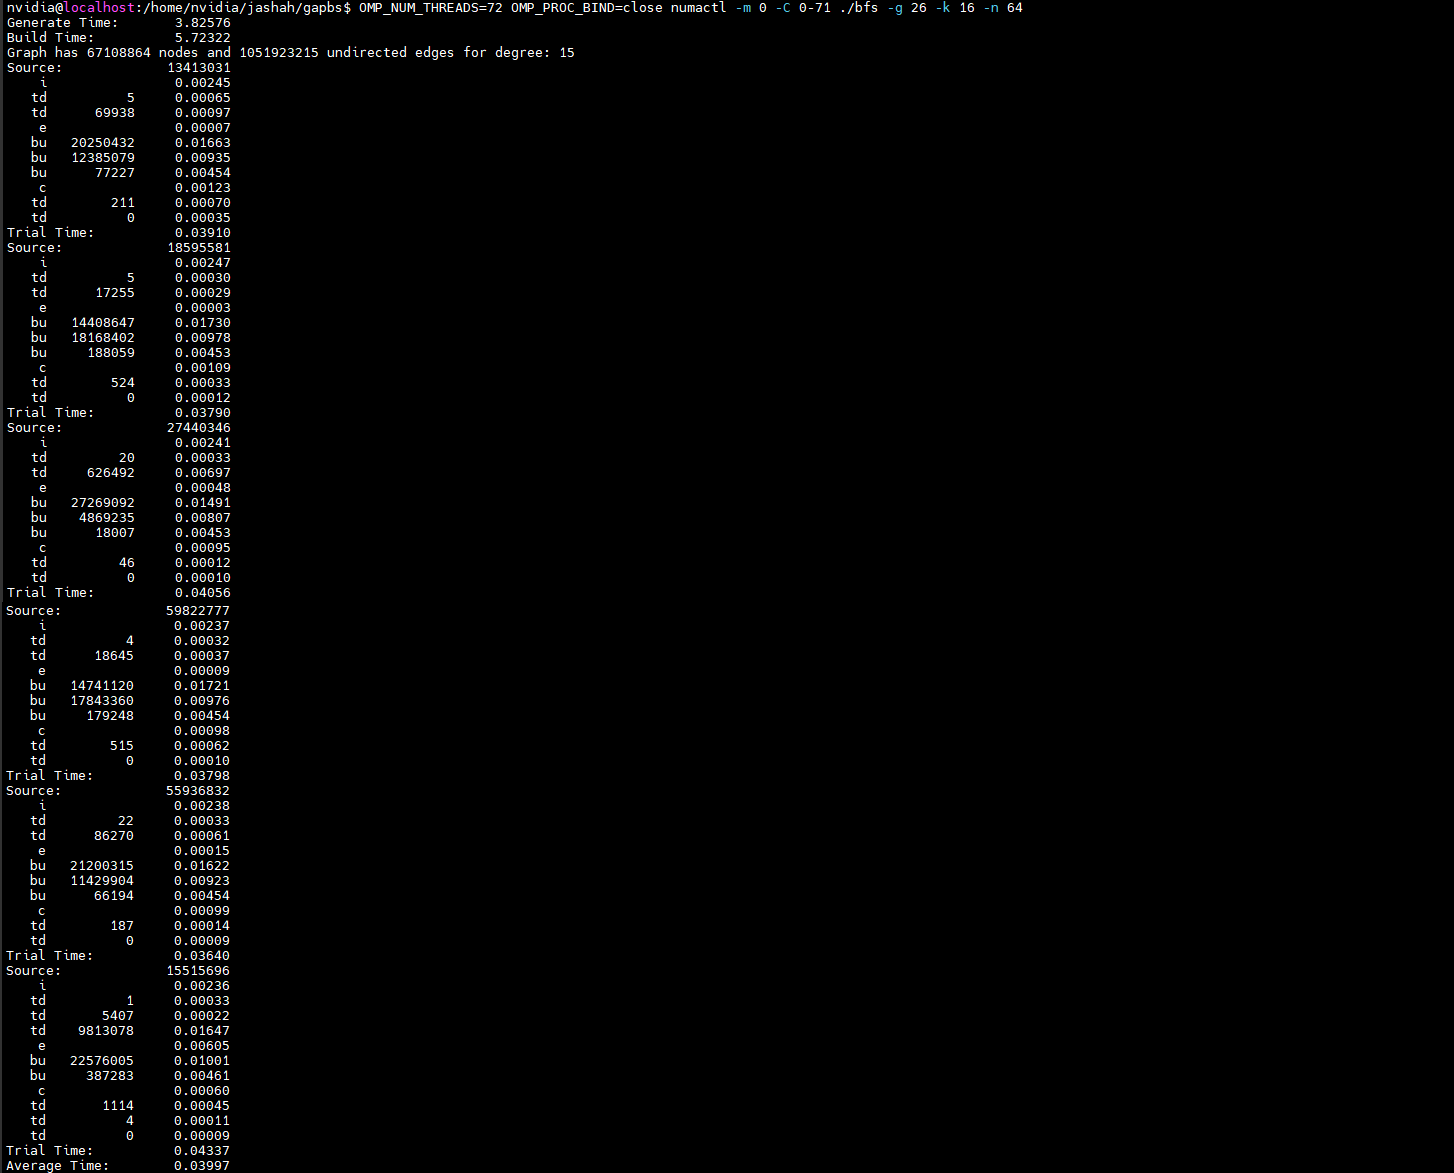 nvidia@localhost:/home/nvidia/jashah/gapbs$ OMP_NUM_THREADS=72 OMP_PROC_BIND=close numactl -m 0 -C 0-71 ./bfs -g 26 -k 16 -n 64
Generate Time: 3.82576
Build Time: 5.72322
Graph has 67108864 nodes and 1051923215 undirected edges for degree: 15
Source: 13413031
i 0.00245
td 5 0.00065
td 69938 0.00097
e 0.00007
bu 20250432 0.01663
bu 12385079 0.00935
bu 77227 0.00454
c 0.00123
td 211 0.00070
td 0 0.00035
Trial Time: 0.03910
Source: 18595581
i 0.00247
td 5 0.00030
td 17255 0.00029
e 0.00003
bu 14408647 0.01730
bu 18168402 0.00978
bu 188059 0.00453
c 0.00109
td 524 0.00033
td 0 0.00012
Trial Time: 0.03790
Source: 27440346
i 0.00241
td 20 0.00033
td 626492 0.00697
e 0.00048
bu 27269092 0.01491
bu 4869235 0.00807
bu 18007 0.00453
c 0.00095
td 46 0.00012
td 0 0.00010
Trial Time: 0.04056
Source: 59822777
i 0.00237
td 4 0.00032
td 18645 0.00037
e 0.00009
bu 14741120 0.01721
bu 17843360 0.00976
bu 179248 0.00454
c 0.00098
td 515 0.00062
td 0 0.00010
Trial Time: 0.03798
Source: 55936832
i 0.00238
td 22 0.00033
td 86270 0.00061
e 0.00015
bu 21200315 0.01622
bu 11429904 0.00923
bu 66194 0.00454
c 0.00099
td 187 0.00014
td 0 0.00009
Trial Time: 0.03640
Source: 15515696
i 0.00236
td 1 0.00033
td 5407 0.00022
td 9813078 0.01647
e 0.00605
bu 22576005 0.01001
bu 387283 0.00461
c 0.00060
td 1114 0.00045
td 4 0.00011
td 0 0.00009
Trial Time: 0.04337
Average Time: 0.03997